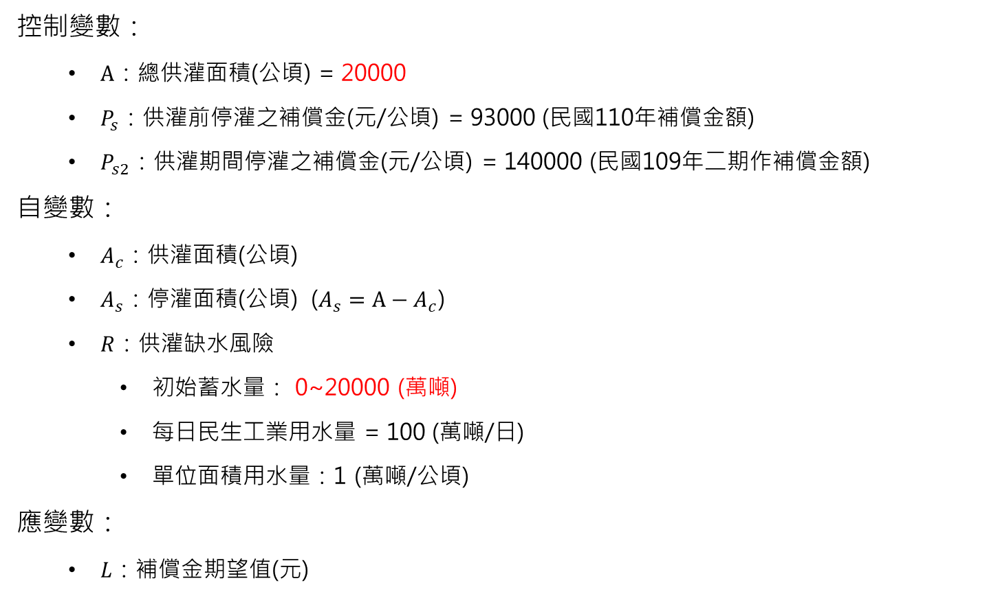 控制變數：
• A：總供灌面積(公頃) = 20000
• Pₛ：供灌前停灌之補償金(元/公頃) = 93000 (民國110年補償金額)
• Pₛ₂：供灌期間停灌之補償金(元/公頃) = 140000 (民國109年二期作補償金額)
自變數：
• A_c：供灌面積(公頃)
• Aₛ：停灌面積(公頃) (Aₛ = A − A_c)
• R：供灌缺水風險
• 初始蓄水量： 0~20000 (萬噸)
• 每日民生工業用水量 = 100 (萬噸/日)
• 單位面積用水量：1 (萬噸/公頃)
應變數：
• L：補償金期望值(元)